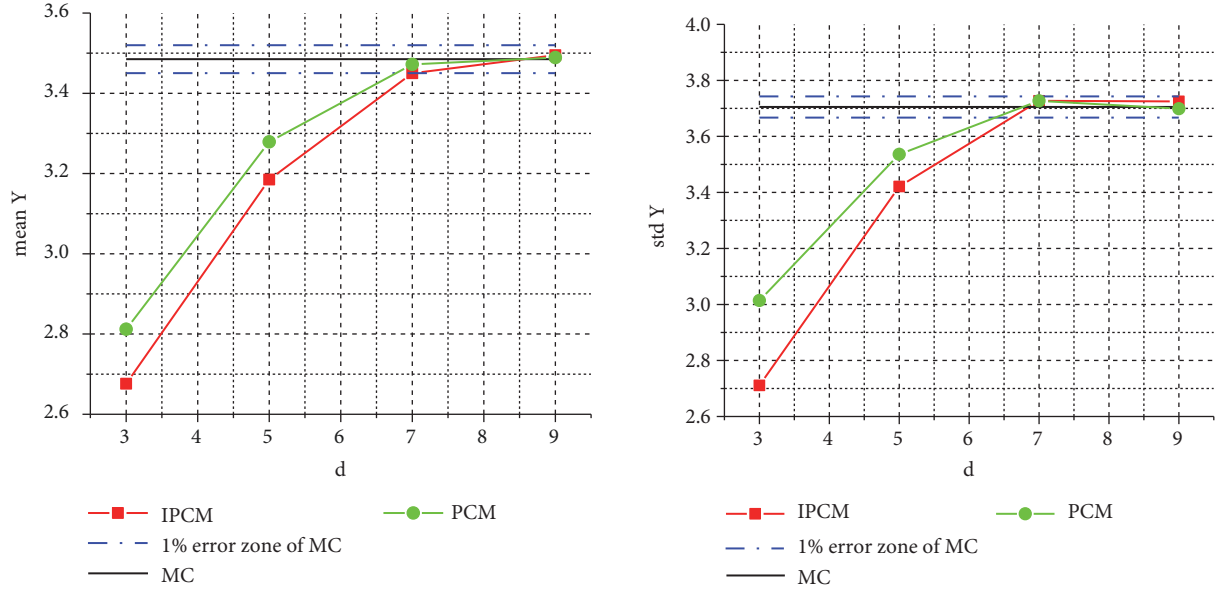 3.6
3.4
3.2
3.0
2.8
2.6
mean Y
3 4 5 6 7 8 9
d
IPCM PCM
1% error zone of MC
MC
4.0
3.8
3.6
3.4
3.2
3.0
2.8
2.6
std Y
3 4 5 6 7 8 9
d
IPCM PCM
1% error zone of MC
MC